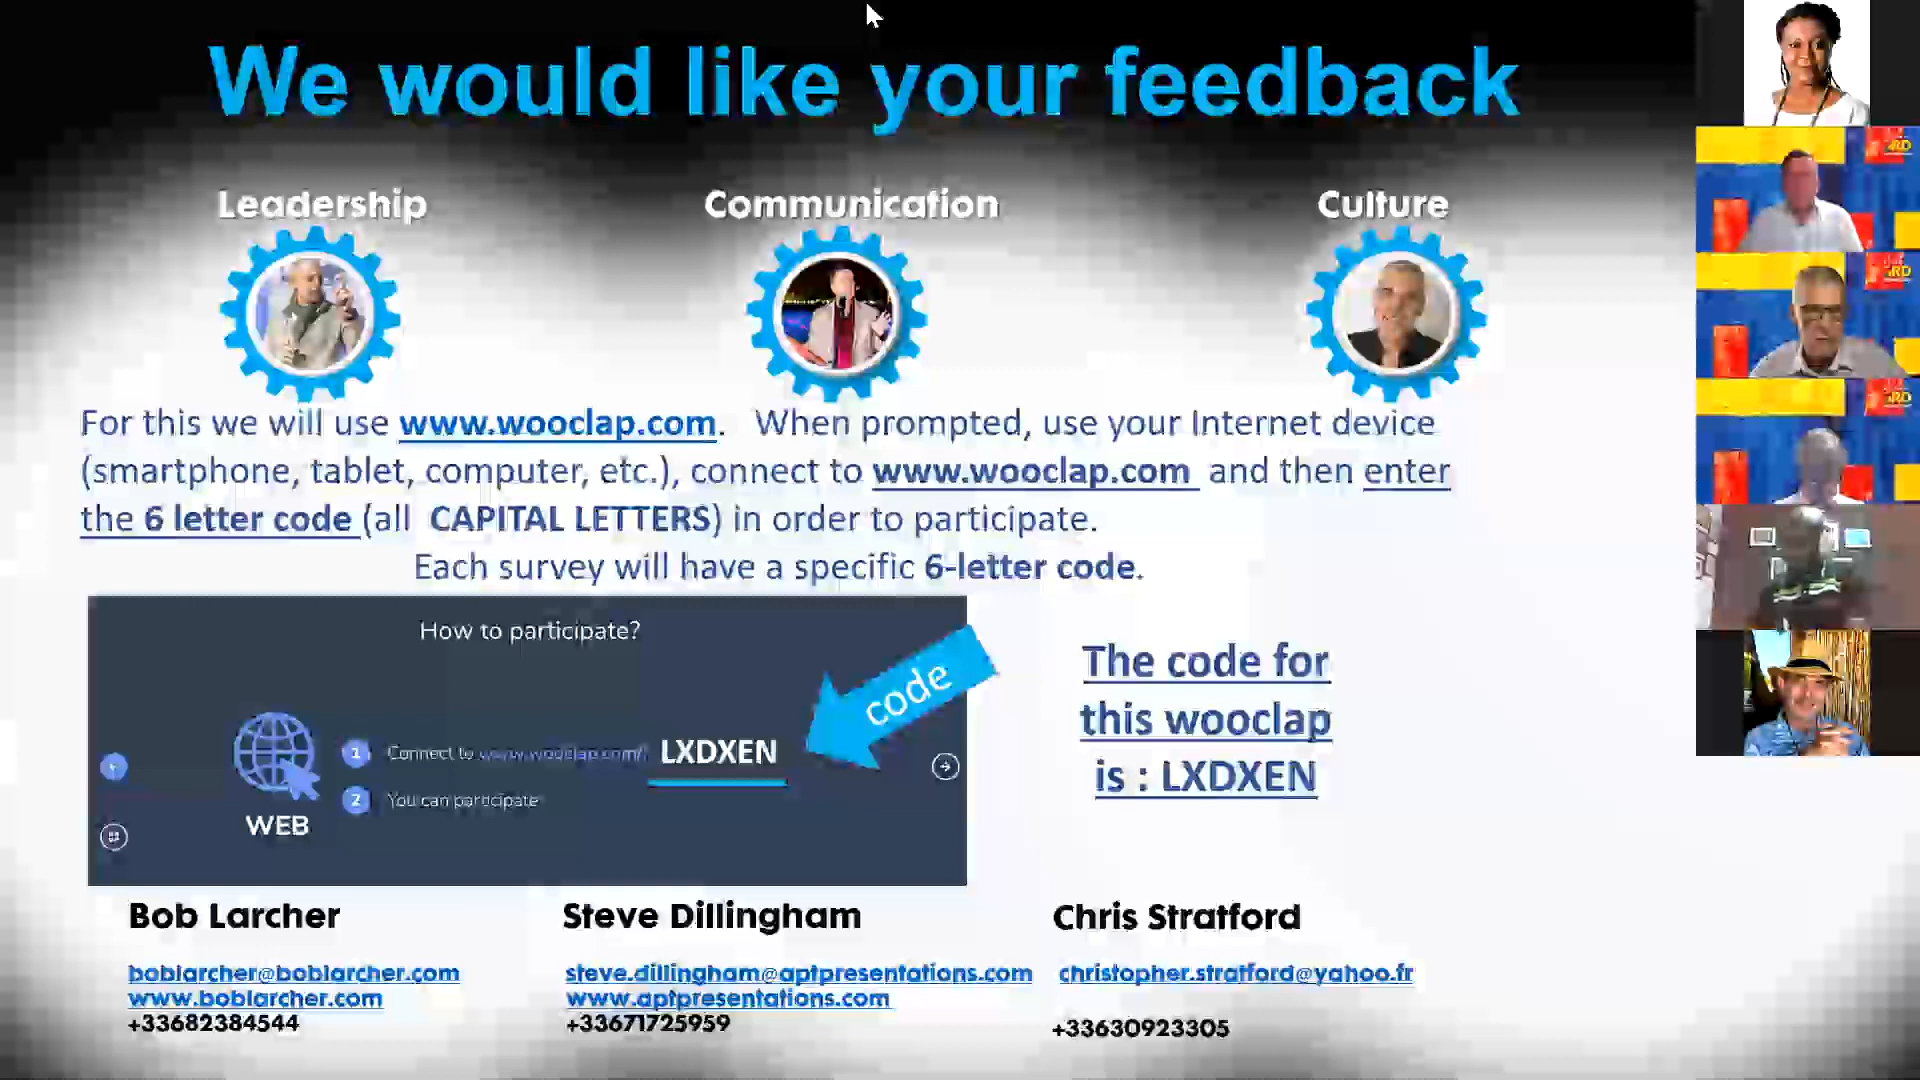 We would like your feedback
Leadership
Communication
Culture
For this we will use www.wooclap.com. When prompted, use your Internet device
(smartphone, tablet, computer, etc.), connect to www.wooclap.com and then enter
the 6 letter code (all CAPITAL LETTERS) in order to participate.
Each survey will have a specific 6-letter code.
How to participate?
code
1 Connect to www.wooclap.com/ LXDXEN
2 You can participate
WEB
The code for
this wooclap
is : LXDXEN
Bob Larcher
boblarcher@boblarcher.com
www.boblarcher.com
+33682384544
Steve Dillingham
steve.dillingham@aptpresentations.com
www.aptpresentations.com
+33671725959
Chris Stratford
christopher.stratford@yahoo.fr
+33630923305